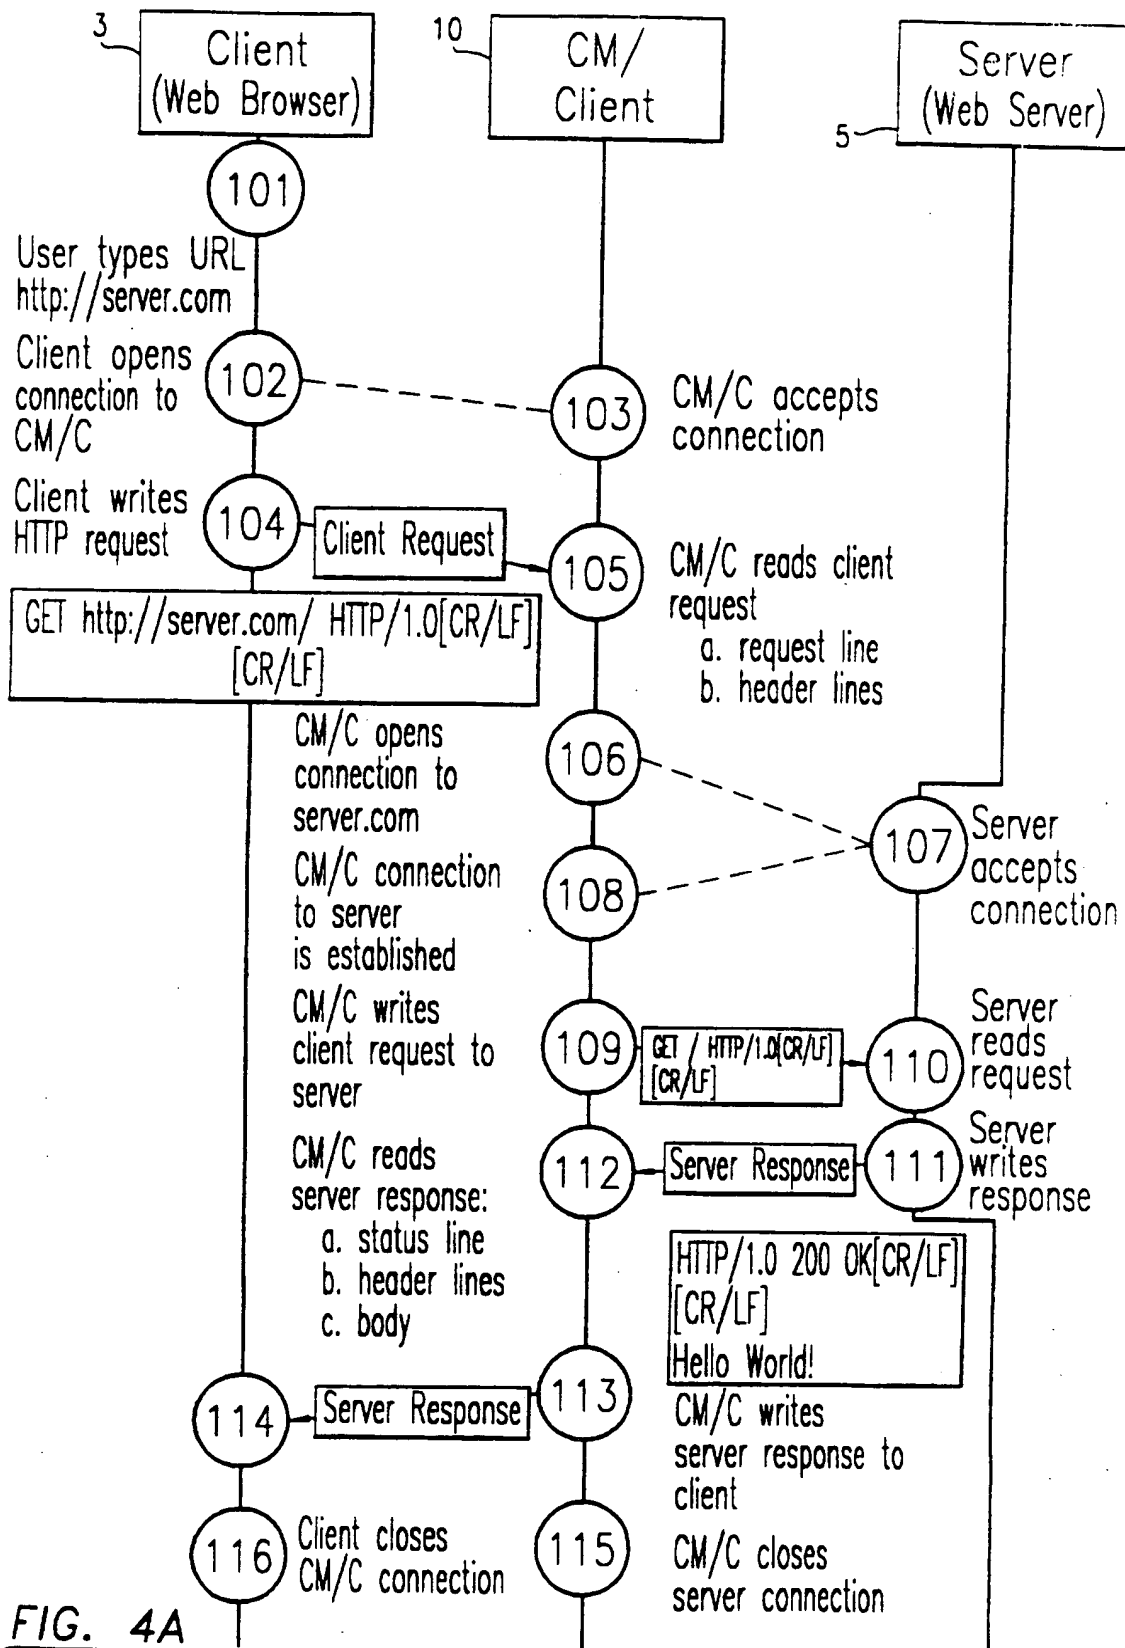 3
Client
(Web Browser)
10
CM/
Client
Server
(Web Server)
5
101
User types URL
http://server.com
Client opens
connection to
CM/C
102
103
CM/C accepts
connection
Client writes
HTTP request
104
Client Request
105
CM/C reads client
request
a. request line
b. header lines
GET http://server.com/ HTTP/1.0[CR/LF]
[CR/LF]
CM/C opens
connection to
server.com
106
107
Server
accepts
connection
CM/C connection
to server
is established
108
CM/C writes
client request to
server
109
GET / HTTP/1.0[CR/LF]
[CR/LF]
110
Server
reads
request
CM/C reads
server response:
a. status line
b. header lines
c. body
112
Server Response
111
Server
writes
response
HTTP/1.0 200 OK[CR/LF]
[CR/LF]
Hello World!
114
Server Response
113
CM/C writes
server response to
client
116
Client closes
CM/C connection
115
CM/C closes
server connection
FIG. 4A